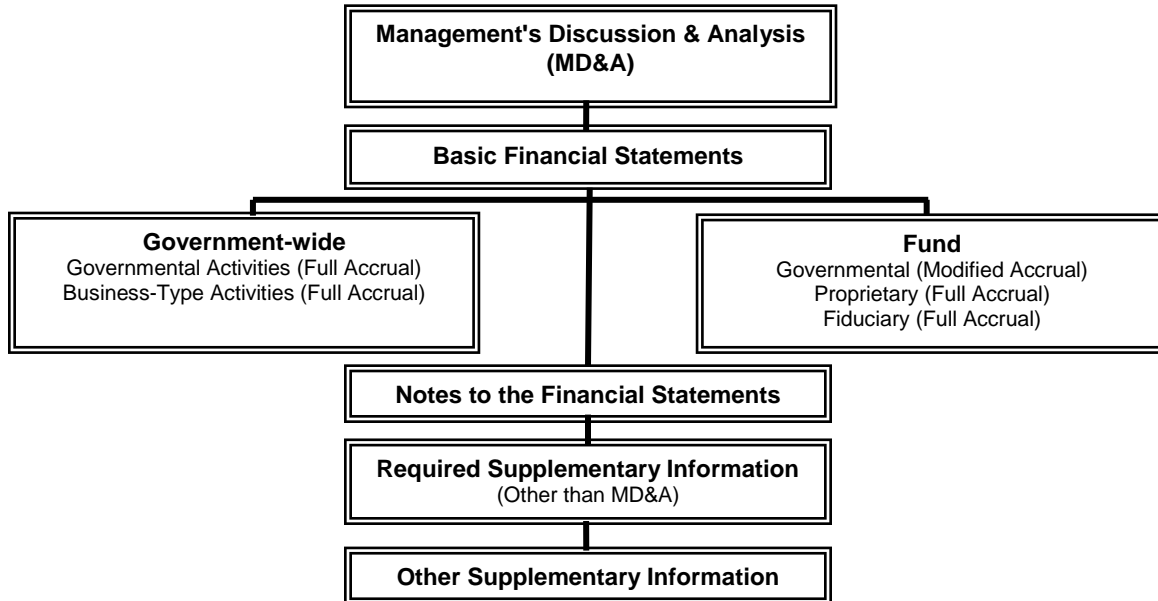 Management's Discussion & Analysis
(MD&A)
Basic Financial Statements
Government-wide
Governmental Activities (Full Accrual)
Business-Type Activities (Full Accrual)
Fund
Governmental (Modified Accrual)
Proprietary (Full Accrual)
Fiduciary (Full Accrual)
Notes to the Financial Statements
Required Supplementary Information
(Other than MD&A)
Other Supplementary Information